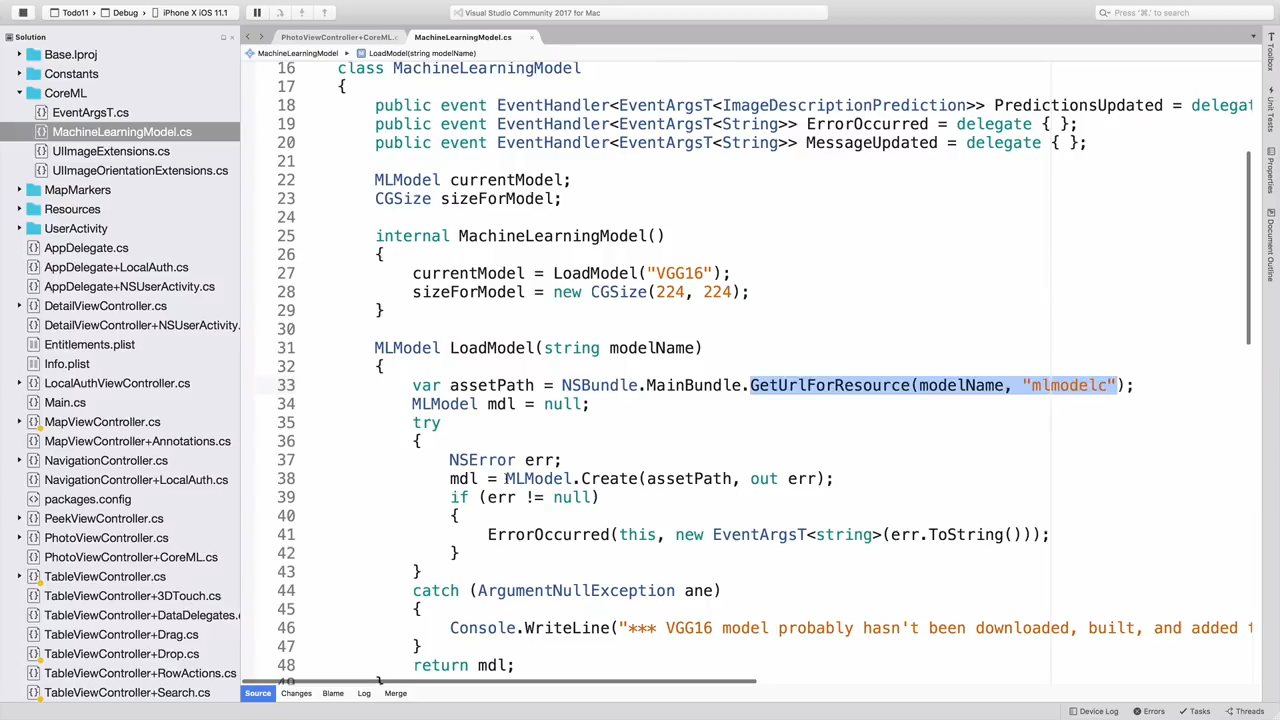 Todo11 › Debug › iPhone X iOS 11.1
Visual Studio Community 2017 for Mac
Press '⌘.' to search
Solution
PhotoViewController+CoreML.c
MachineLearningModel.cs
MachineLearningModel
LoadModel(string modelName)
Base.lproj
Constants
CoreML
EventArgsT.cs
MachineLearningModel.cs
UIImageExtensions.cs
UIImageOrientationExtensions.cs
MapMarkers
Resources
UserActivity
AppDelegate.cs
AppDelegate+LocalAuth.cs
AppDelegate+NSUserActivity.cs
DetailViewController.cs
DetailViewController+NSUserActivity.
Entitlements.plist
Info.plist
LocalAuthViewController.cs
Main.cs
MapViewController.cs
MapViewController+Annotations.cs
NavigationController.cs
NavigationController+LocalAuth.cs
packages.config
PeekViewController.cs
PhotoViewController.cs
PhotoViewController+CoreML.cs
TableViewController.cs
TableViewController+3DTouch.cs
TableViewController+DataDelegates.
TableViewController+Drag.cs
TableViewController+Drop.cs
TableViewController+RowActions.cs
TableViewController+Search.cs
16 class MachineLearningModel
17 {
18 public event EventHandler<EventArgsT<ImageDescriptionPrediction>> PredictionsUpdated = delegat
19 public event EventHandler<EventArgsT<String>> ErrorOccurred = delegate { };
20 public event EventHandler<EventArgsT<String>> MessageUpdated = delegate { };
21
22 MLModel currentModel;
23 CGSize sizeForModel;
24
25 internal MachineLearningModel()
26 {
27 currentModel = LoadModel("VGG16");
28 sizeForModel = new CGSize(224, 224);
29 }
30
31 MLModel LoadModel(string modelName)
32 {
33 var assetPath = NSBundle.MainBundle.GetUrlForResource(modelName, "mlmodelc");
34 MLModel mdl = null;
35 try
36 {
37 NSError err;
38 mdl = MLModel.Create(assetPath, out err);
39 if (err != null)
40 {
41 ErrorOccurred(this, new EventArgsT<string>(err.ToString()));
42 }
43 }
44 catch (ArgumentNullException ane)
45 {
46 Console.WriteLine("*** VGG16 model probably hasn't been downloaded, built, and added t
47 }
48 return mdl;
Source Changes Blame Log Merge
Toolbox
Unit Tests
Properties
Document Outline
Device Log Errors Tasks Threads